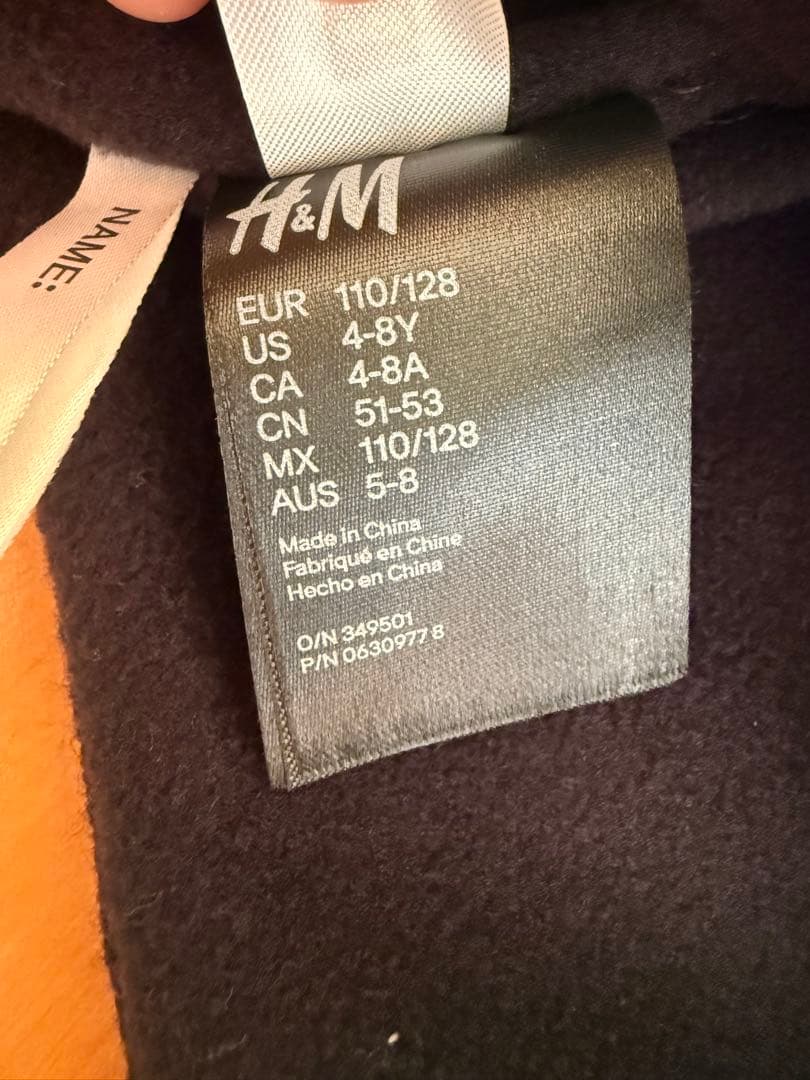 NAME:
H&M
EUR 110/128
US 4-8Y
CA 4-8A
CN 51-53
MX 110/128
AUS 5-8
Made in China
Fabriqué en Chine
Hecho en China
O/N 349501
P/N 0630977 8